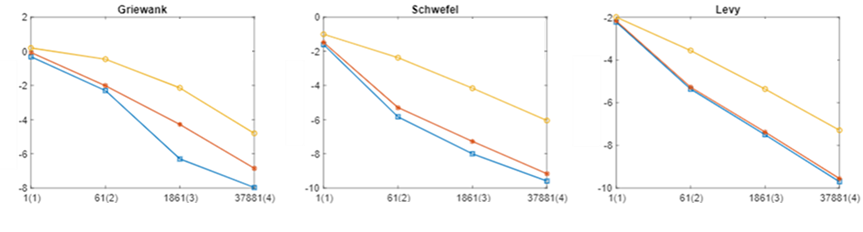 Griewank
2
0
-2
-4
-6
-8
1(1) 61(2) 1861(3) 37881(4)
Schwefel
0
-2
-4
-6
-8
-10
1(1) 61(2) 1861(3) 37881(4)
Levy
-2
-4
-6
-8
-10
1(1) 61(2) 1861(3) 37881(4)